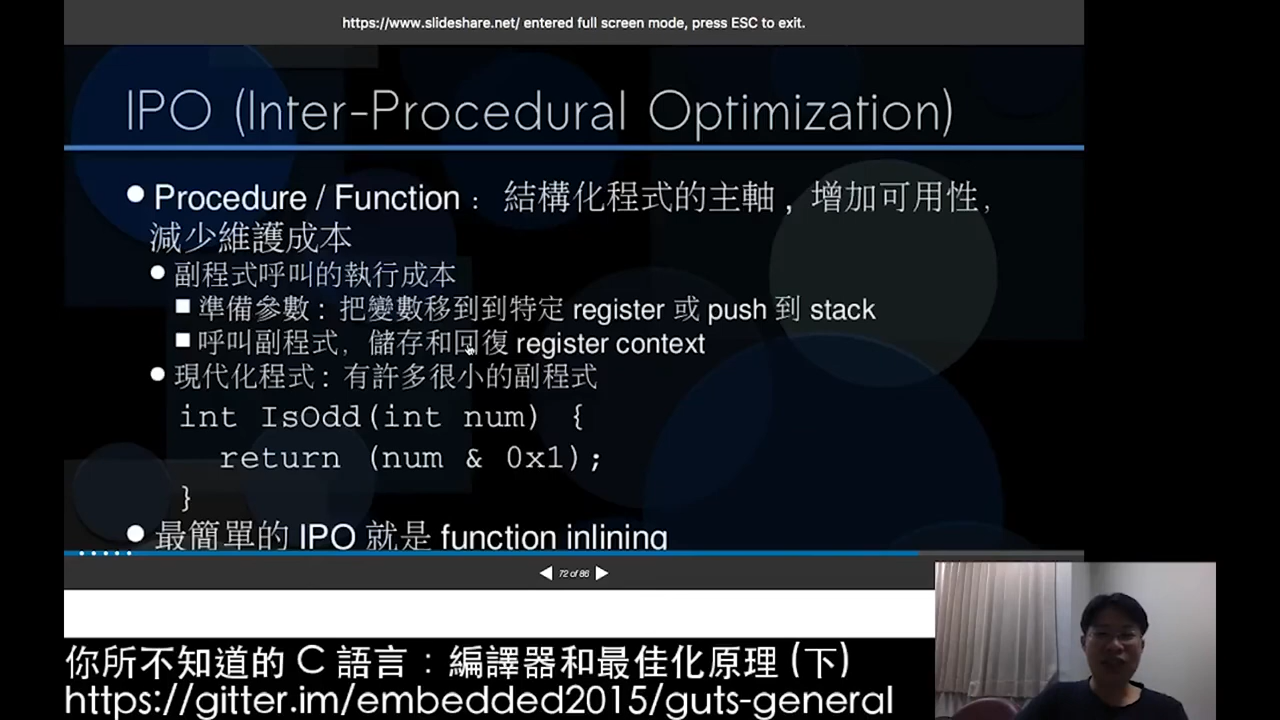 https://www.slideshare.net/ entered full screen mode, press ESC to exit.
IPO (Inter-Procedural Optimization)
Procedure / Function : 結構化程式的主軸 , 增加可用性,
減少維護成本
副程式呼叫的執行成本
準備參數 : 把變數移到到特定 register 或 push 到 stack
呼叫副程式, 儲存和回復 register context
現代化程式 : 有許多很小的副程式
int IsOdd(int num) {
return (num & 0x1);
}
最簡單的 IPO 就是 function inlining
72 of 86
你所不知道的 C 語言 : 編譯器和最佳化原理 (下)
https://gitter.im/embedded2015/guts-general